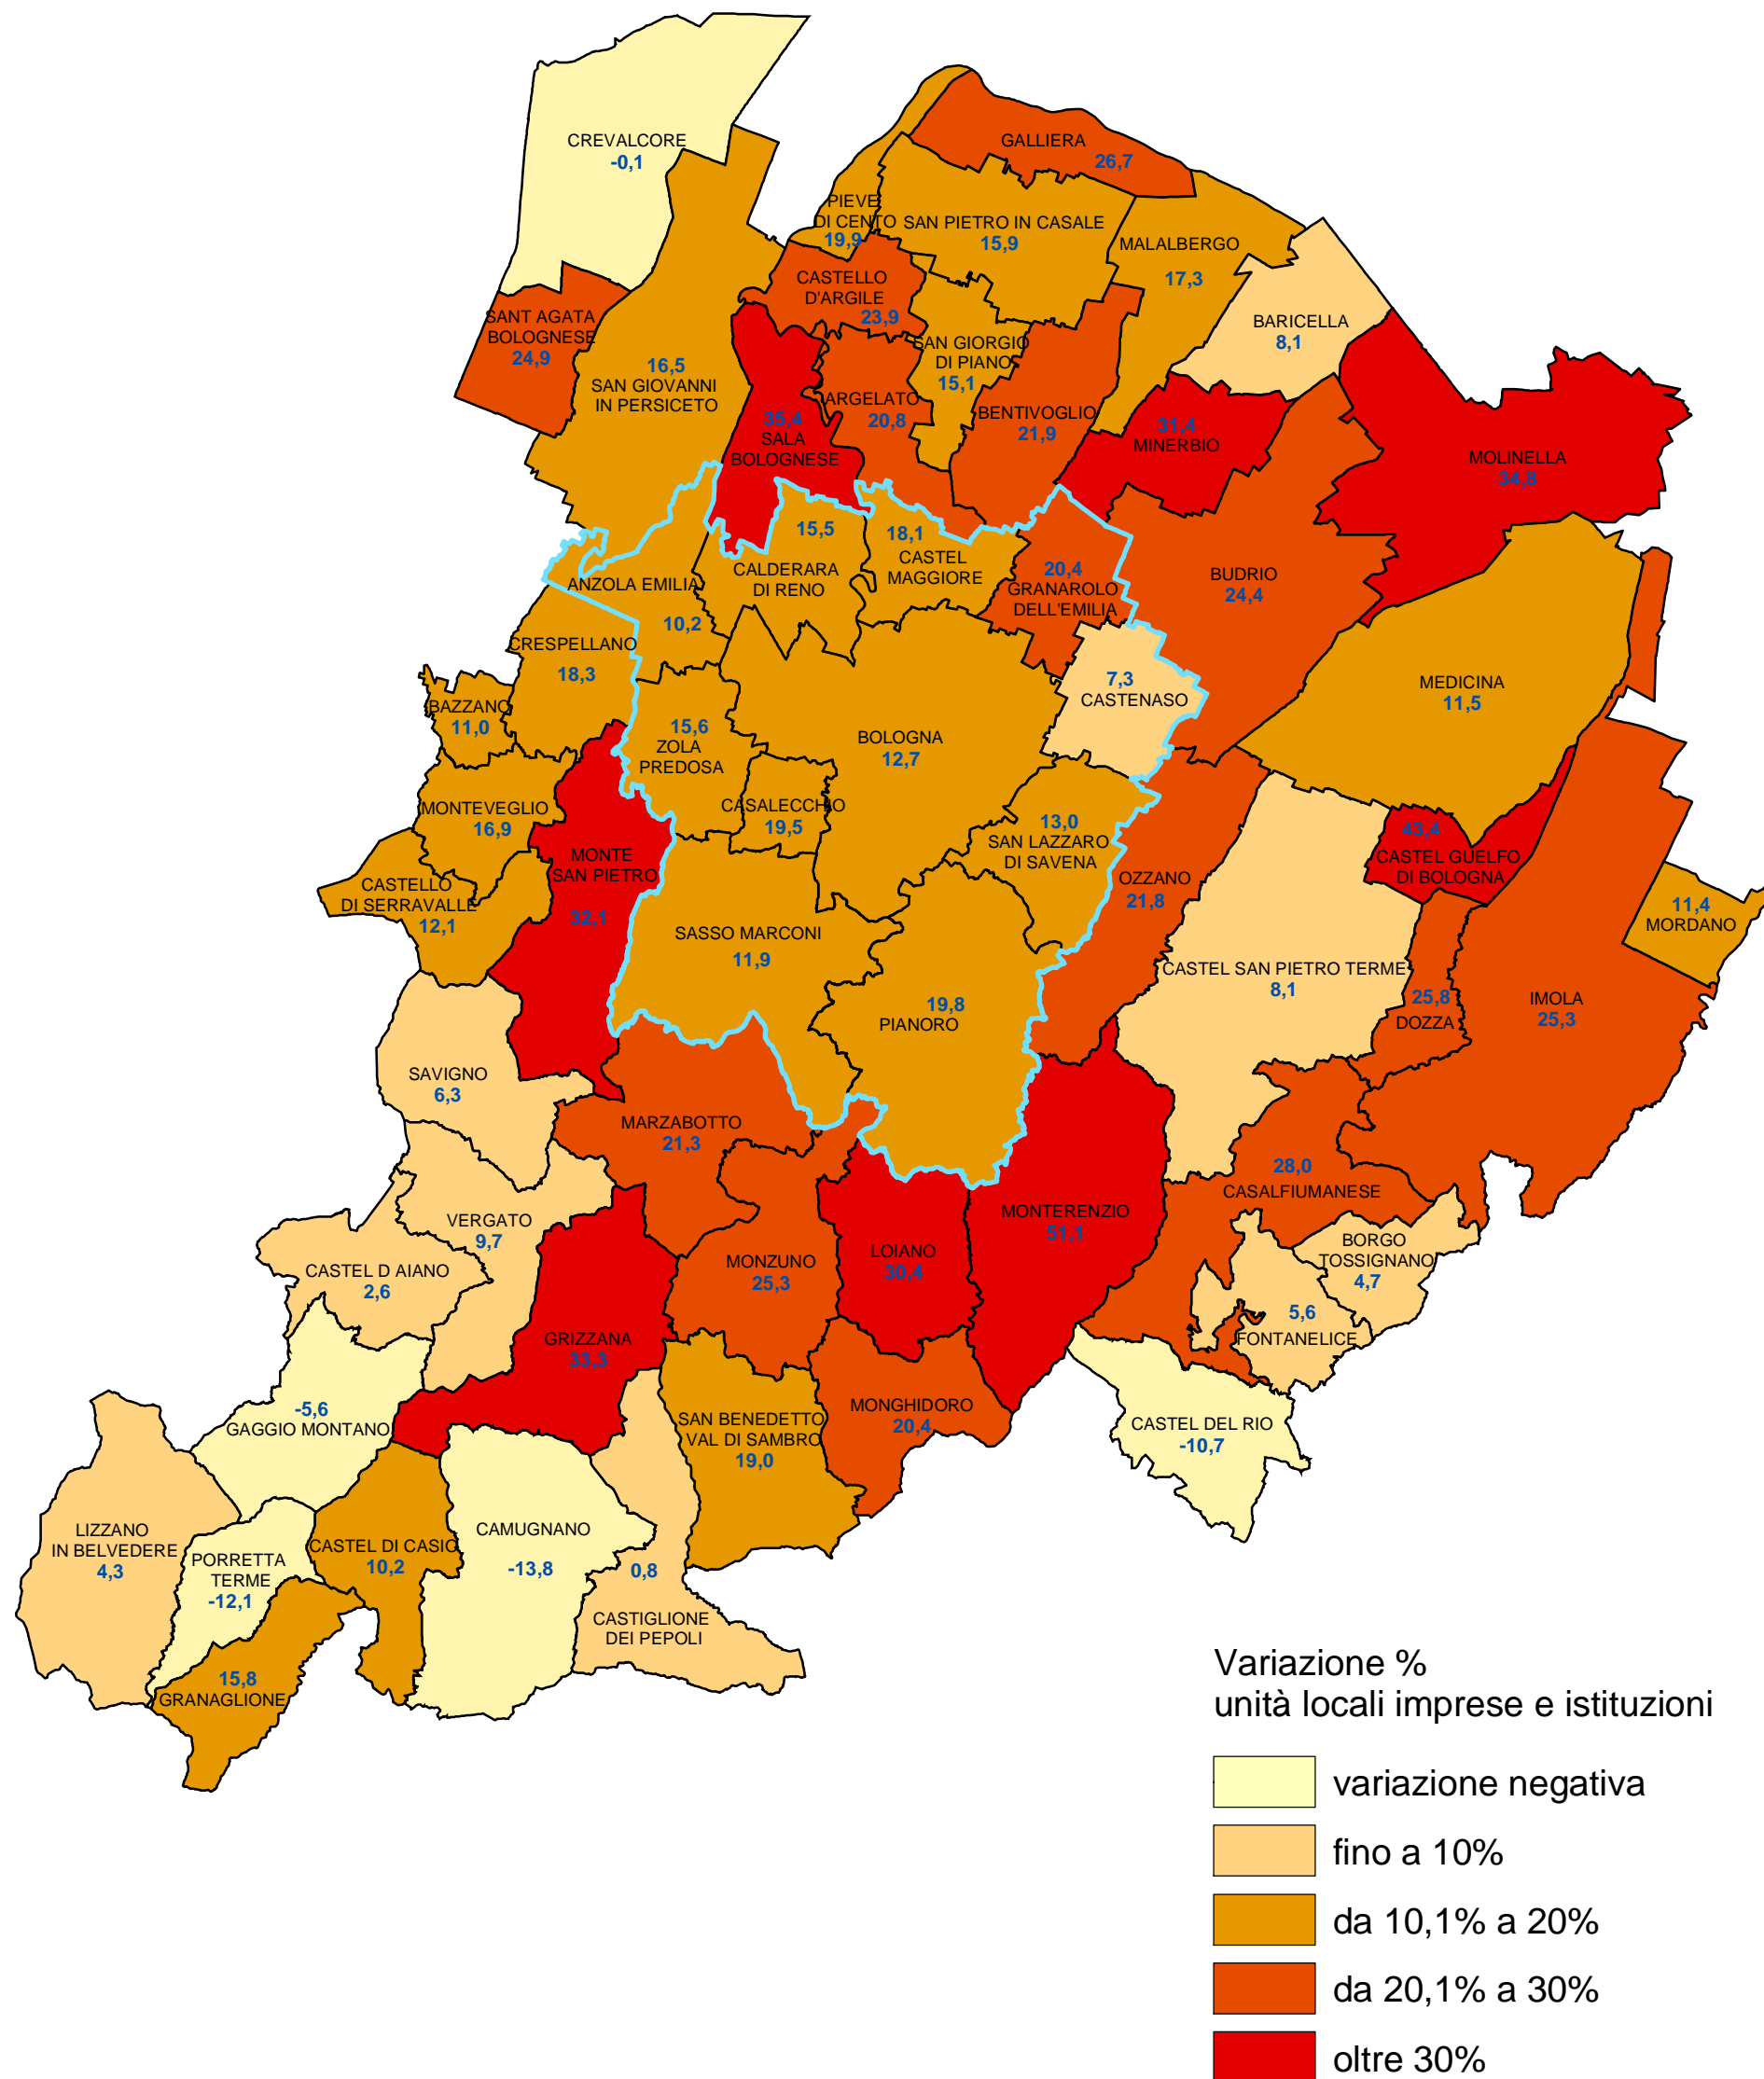 CREVALCORE
-0,1
GALLIERA
26,7
PIEVE
DI CENTO
19,9
SAN PIETRO IN CASALE
15,9
MALALBERGO
17,3
CASTELLO
D'ARGILE
23,9
BARICELLA
8,1
SANT AGATA
BOLOGNESE
24,9
16,5
SAN GIOVANNI
IN PERSICETO
SAN GIORGIO
DI PIANO
15,1
ARGELATO
20,8
BENTIVOGLIO
21,9
35,4
SALA
BOLOGNESE
31,4
MINERBIO
MOLINELLA
34,8
15,5
CALDERARA
DI RENO
18,1
CASTEL
MAGGIORE
20,4
GRANAROLO
DELL'EMILIA
BUDRIO
24,4
ANZOLA EMILIA
10,2
CRESPELLANO
18,3
7,3
CASTENASO
MEDICINA
11,5
BAZZANO
11,0
15,6
ZOLA
PREDOSA
BOLOGNA
12,7
MONTEVEGLIO
16,9
CASALECCHIO
19,5
13,0
SAN LAZZARO
DI SAVENA
43,4
CASTEL GUELFO
DI BOLOGNA
MONTE
SAN PIETRO
32,1
CASTELLO
DI SERRAVALLE
12,1
OZZANO
21,8
11,4
MORDANO
SASSO MARCONI
11,9
CASTEL SAN PIETRO TERME
8,1
19,8
PIANORO
25,8
DOZZA
IMOLA
25,3
SAVIGNO
6,3
MARZABOTTO
21,3
28,0
CASALFIUMANESE
VERGATO
9,7
MONTERENZIO
51,1
BORGO
TOSSIGNANO
4,7
CASTEL D AIANO
2,6
MONZUNO
25,3
LOIANO
30,4
5,6
FONTANELICE
GRIZZANA
33,3
-5,6
GAGGIO MONTANO
SAN BENEDETTO
VAL DI SAMBRO
19,0
MONGHIDORO
20,4
CASTEL DEL RIO
-10,7
LIZZANO
IN BELVEDERE
4,3
PORRETTA
TERME
-12,1
CASTEL DI CASIO
10,2
CAMUGNANO
-13,8
0,8
CASTIGLIONE
DEI PEPOLI
15,8
GRANAGLIONE
Variazione %
unità locali imprese e istituzioni
variazione negativa
fino a 10%
da 10,1% a 20%
da 20,1% a 30%
oltre 30%